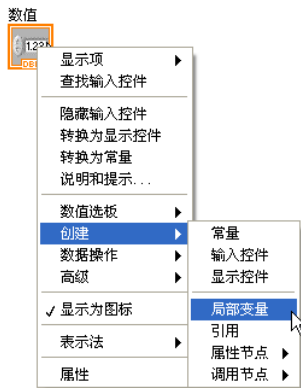 数值
1.23
DBL
显示项
查找输入控件
隐藏输入控件
转换为显示控件
转换为常量
说明和提示...
数值选板
创建
数据操作
高级
显示为图标
表示法
属性
常量
输入控件
显示控件
局部变量
引用
属性节点
调用节点